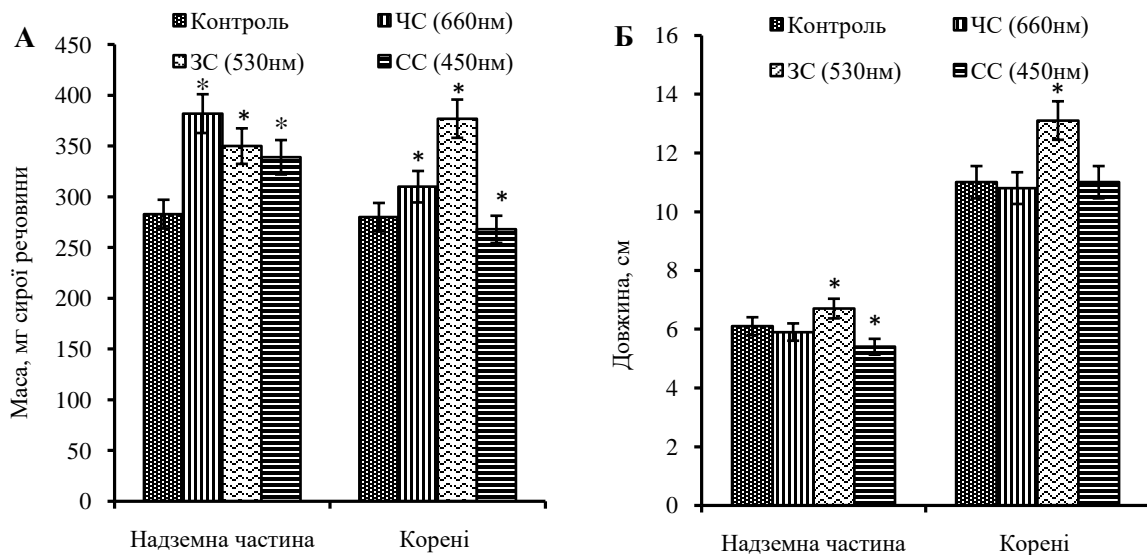 А
Контроль
ЧС (660нм)
ЗС (530нм)
СС (450нм)
450
400
350
300
250
200
150
100
50
0
Маса, мг сирої речовини
* * * * * *
Надземна частина
Корені
Б
Контроль
ЧС (660нм)
ЗС (530нм)
СС (450нм)
16
14
12
10
8
6
4
2
0
Довжина, см
* * *
Надземна частина
Корені